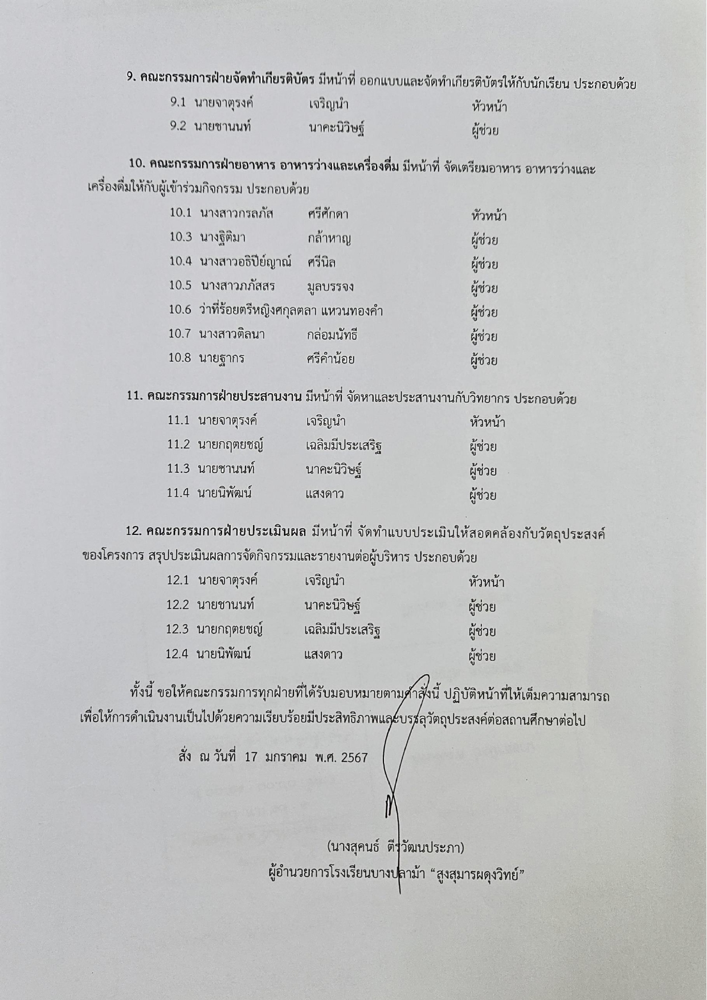 9. คณะกรรมการฝ่ายจัดทำเกียรติบัตร มีหน้าที่ ออกแบบและจัดทำเกียรติบัตรให้กับนักเรียน ประกอบด้วย
9.1 นายจาตุรงค์ เจริญนำ หัวหน้า
9.2 นายชานนท์ นาคะนิวิษฐ์ ผู้ช่วย
10. คณะกรรมการฝ่ายอาหาร อาหารว่างและเครื่องดื่ม มีหน้าที่ จัดเตรียมอาหาร อาหารว่างและ
เครื่องดื่มให้กับผู้เข้าร่วมกิจกรรม ประกอบด้วย
10.1 นางสาวกรลภัส ศรีศักดา หัวหน้า
10.3 นางฐิติมา กล้าหาญ ผู้ช่วย
10.4 นางสาวอธิปีย์ญาณ์ ศรีนิล ผู้ช่วย
10.5 นางสาวภภัสสร มูลบรรจง ผู้ช่วย
10.6 ว่าที่ร้อยตรีหญิงศกุลตลา แหวนทองคำ ผู้ช่วย
10.7 นางสาวติลนา กล่อมนัทธี ผู้ช่วย
10.8 นายฐากร ศรีคำน้อย ผู้ช่วย
11. คณะกรรมการฝ่ายประสานงาน มีหน้าที่ จัดหาและประสานงานกับวิทยากร ประกอบด้วย
11.1 นายจาตุรงค์ เจริญนำ หัวหน้า
11.2 นายกฤตยชญ์ เฉลิมมีประเสริฐ ผู้ช่วย
11.3 นายชานนท์ นาคะนิวิษฐ์ ผู้ช่วย
11.4 นายนิพัฒน์ แสงดาว ผู้ช่วย
12. คณะกรรมการฝ่ายประเมินผล มีหน้าที่ จัดทำแบบประเมินให้สอดคล้องกับวัตถุประสงค์
ของโครงการ สรุปประเมินผลการจัดกิจกรรมและรายงานต่อผู้บริหาร ประกอบด้วย
12.1 นายจาตุรงค์ เจริญนำ หัวหน้า
12.2 นายชานนท์ นาคะนิวิษฐ์ ผู้ช่วย
12.3 นายกฤตยชญ์ เฉลิมมีประเสริฐ ผู้ช่วย
12.4 นายนิพัฒน์ แสงดาว ผู้ช่วย
ทั้งนี้ ขอให้คณะกรรมการทุกฝ่ายที่ได้รับมอบหมายตามคำสั่งนี้ ปฏิบัติหน้าที่ให้เต็มความสามารถ
เพื่อให้การดำเนินงานเป็นไปด้วยความเรียบร้อยมีประสิทธิภาพและบรรลุวัตถุประสงค์ต่อสถานศึกษาต่อไป
สั่ง ณ วันที่ 17 มกราคม พ.ศ. 2567
(นางสุคนธ์ ตีรวัฒนประภา)
ผู้อำนวยการโรงเรียนบางปลาม้า “สูงสุมารผดุงวิทย์”